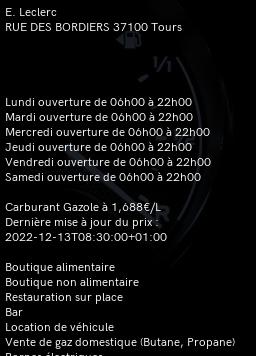 E. Leclerc
RUE DES BORDIERS 37100 Tours
Lundi ouverture de 06h00 à 22h00
Mardi ouverture de 06h00 à 22h00
Mercredi ouverture de 06h00 à 22h00
Jeudi ouverture de 06h00 à 22h00
Vendredi ouverture de 06h00 à 22h00
Samedi ouverture de 06h00 à 22h00
Carburant Gazole à 1,688€/L
Dernière mise à jour du prix :
2022-12-13T08:30:00+01:00
Boutique alimentaire
Boutique non alimentaire
Restauration sur place
Bar
Location de véhicule
Vente de gaz domestique (Butane, Propane)
Bornes électriques